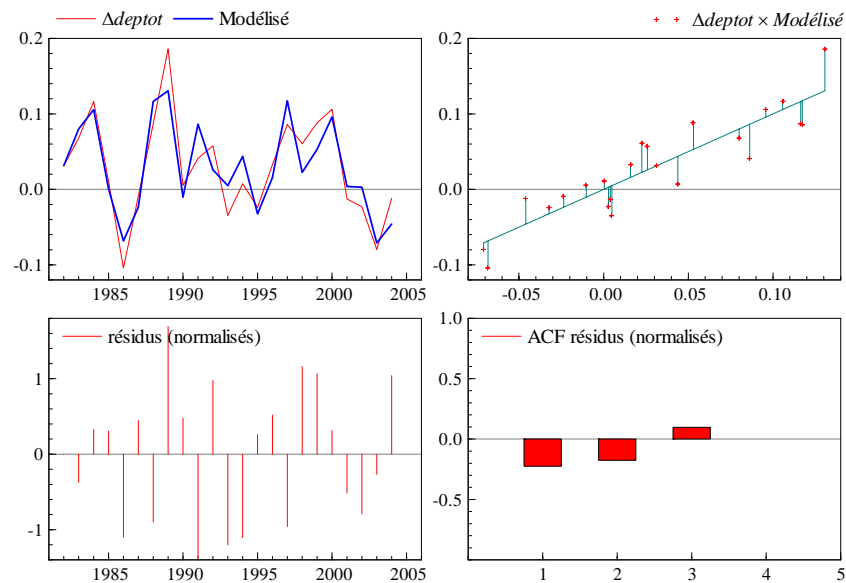 Δdeptot Modélisé
0.2
0.1
0.0
-0.1
1985 1990 1995 2000 2005
Δdeptot × Modélisé
0.2
0.1
0.0
-0.1
-0.05 0.00 0.05 0.10
résidus (normalisés)
1
0
-1
1985 1990 1995 2000 2005
ACF résidus (normalisés)
1.0
0.5
0.0
-0.5
1 2 3 4 5